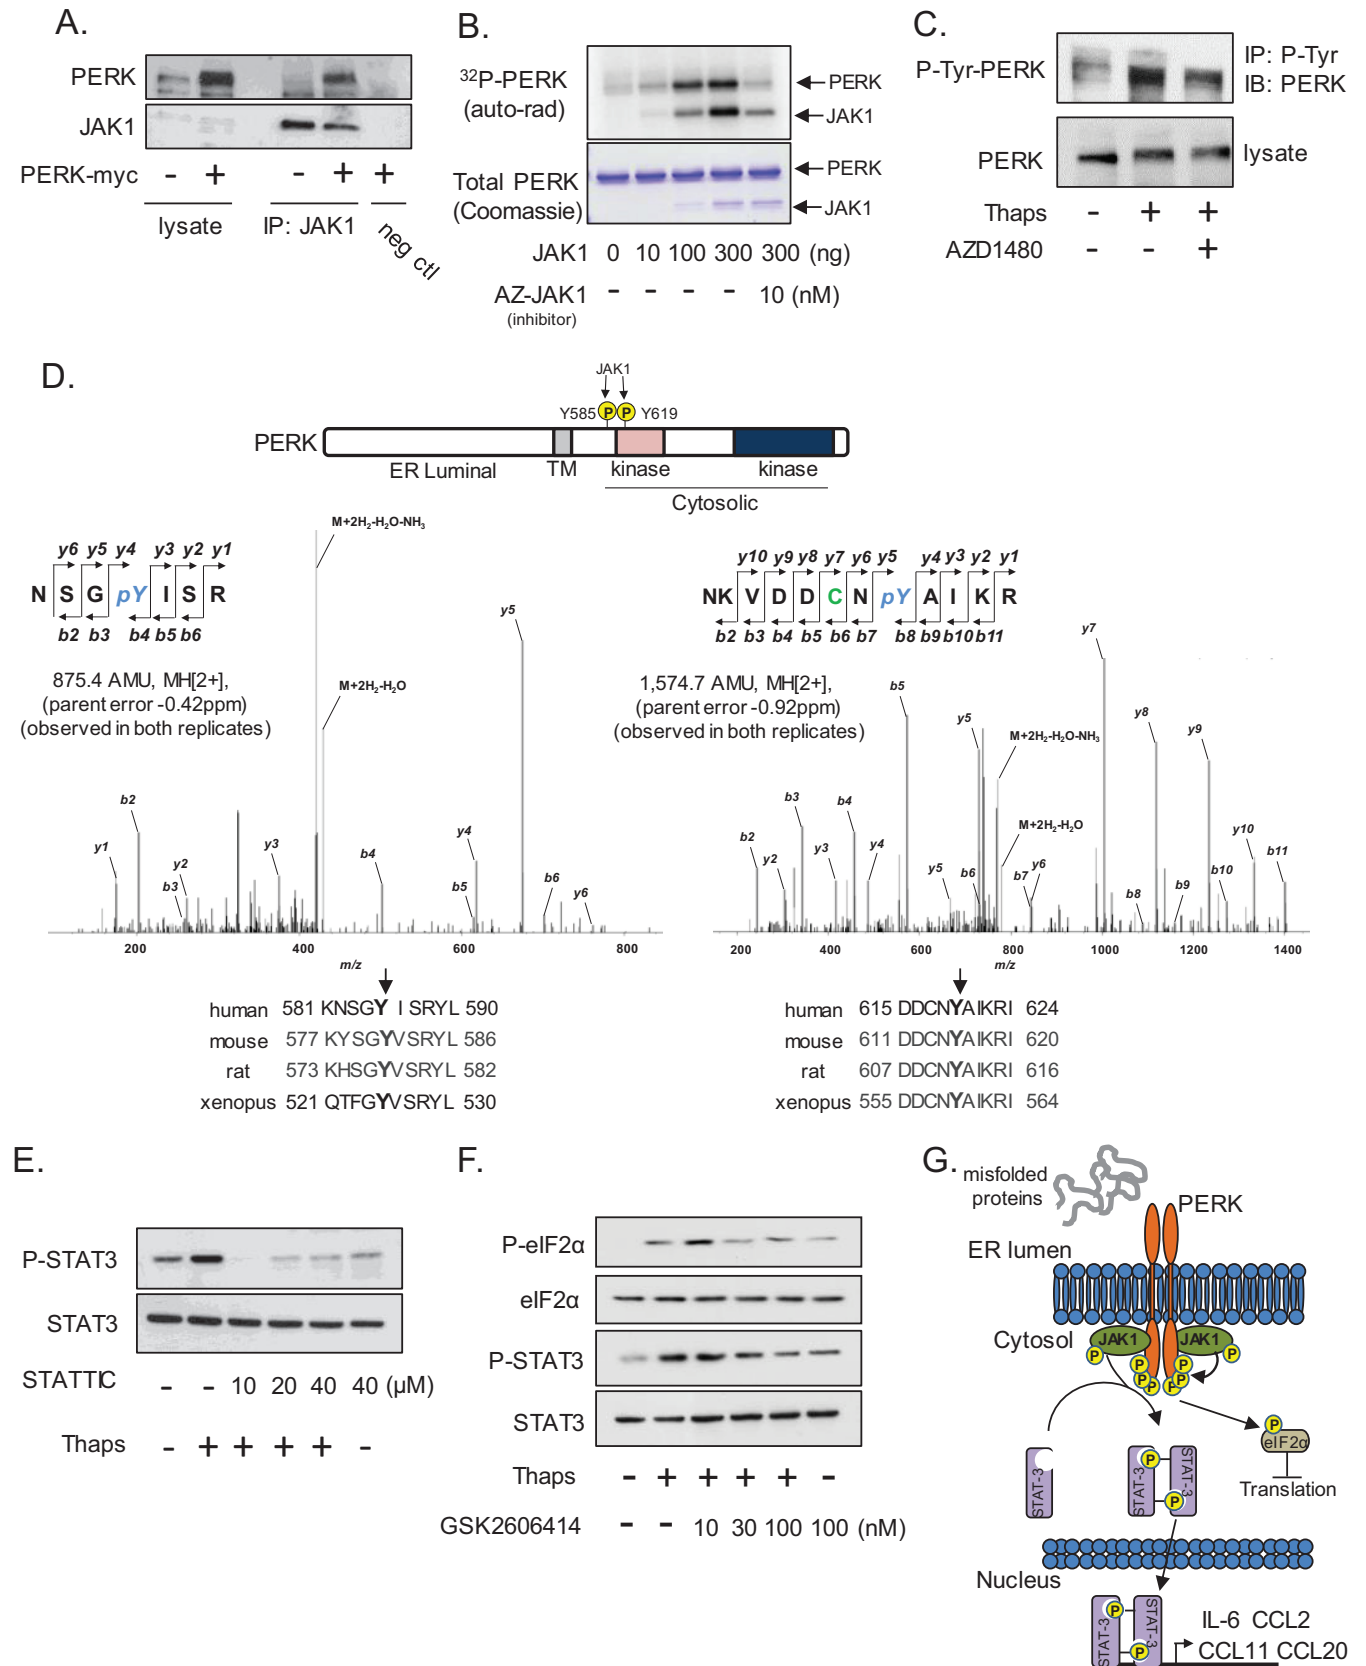 A.
PERK
JAK1
PERK-myc - + - + +
lysate IP: JAK1 neg ctl
B.
32P-PERK
(auto-rad)
PERK
JAK1
Total PERK
(Coomassie)
PERK
JAK1
JAK1 0 10 100 300 300 (ng)
AZ-JAK1 - - - - 10 (nM)
(inhibitor)
C.
P-Tyr-PERK
IP: P-Tyr
IB: PERK
PERK
lysate
Thaps - + +
AZD1480 - - +
D.
JAK1
Y585 P P Y619
PERK
ER Luminal TM kinase kinase
Cytosolic
y6 y5 y4 y3 y2 y1
N S G pY I S R
b2 b3 b4 b5 b6
875.4 AMU, MH[2+],
(parent error -0.42ppm)
(observed in both replicates)
M+2H2-H2O-NH3
M+2H2-H2O
y1
b2
y2
b3
y3
b4
y4
b5
y5
b6
y6
200 400 600 800
m/z
y10 y9 y8 y7 y6 y5 y4 y3 y2 y1
NK V D D C N pY A I K R
b2 b3 b4 b5 b6 b7 b8 b9 b10 b11
1,574.7 AMU, MH[2+],
(parent error -0.92ppm)
(observed in both replicates)
b2
y2
b3
y3
b4
y4
b5
y5
y5
b6
M+2H2-H2O-NH3
M+2H2-H2O
b7
y6
y7
b8
y8
b9
y9
b10
y10
b11
200 400 600 800 1000 1200 1400
m/z
human 581 KNSGY I SRYL 590
mouse 577 KYSGYVSRYL 586
rat 573 KHSGYVSRYL 582
xenopus 521 QTFGYVSRYL 530
human 615 DDCNYAIKRI 624
mouse 611 DDCNYAIKRI 620
rat 607 DDCNYAIKRI 616
xenopus 555 DDCNYAIKRI 564
E.
P-STAT3
STAT3
STATTIC - - 10 20 40 40 (µM)
Thaps - + + + + -
F.
P-eIF2α
eIF2α
P-STAT3
STAT3
Thaps - + + + + -
GSK2606414 - - 10 30 100 100 (nM)
G.
misfolded
proteins
PERK
ER lumen
Cytosol
JAK1 JAK1
P P P P P P P P
STAT-3
STAT-3 P P STAT-3
P
eIF2α
Translation
Nucleus
STAT-3 P P STAT-3
IL-6 CCL2
CCL11 CCL20